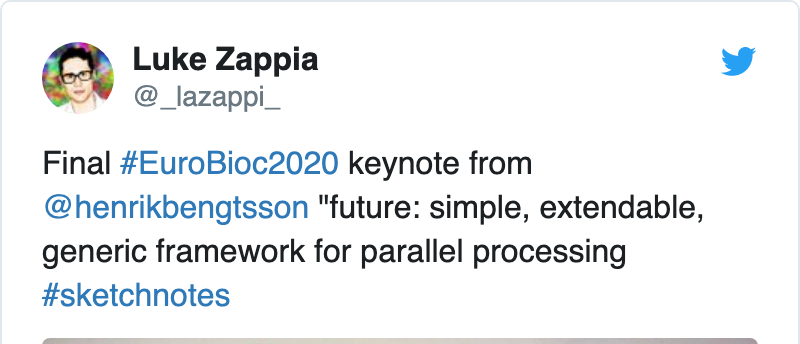 Luke Zappia
@_lazappi_
Final #EuroBioc2020 keynote from
@henrikbengtsson "future: simple, extendable,
generic framework for parallel processing
#sketchnotes